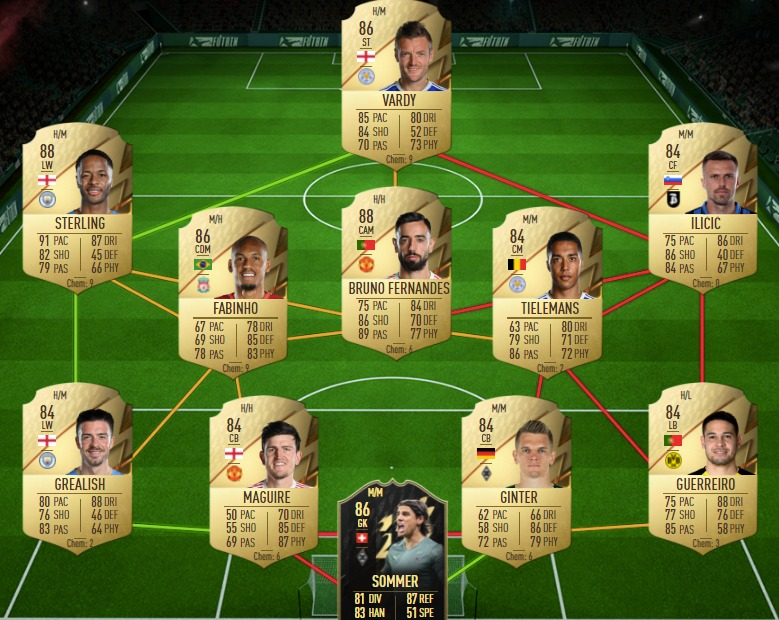 H/M
86
ST
VARDY
85 PAC 80 DRI
84 SHO 52 DEF
79 PAS 73 PHY
Chem: 9
H/M
88
LW
STERLING
91 PAC 87 DRI
82 SHO 45 DEF
79 PAS 66 PHY
Chem: 9
M/M
84
CF
ILICIC
75 PAC 86 DRI
86 SHO 40 DEF
84 PAS 67 PHY
Chem: 0
M/H
86
CDM
FABINHO
67 PAC 78 DRI
69 SHO 85 DEF
78 PAS 83 PHY
Chem: 9
H/H
88
CAM
BRUNO FERNANDES
75 PAC 84 DRI
86 SHO 70 DEF
89 PAS 77 PHY
Chem: 6
M/M
84
CM
TIELEMANS
63 PAC 80 DRI
79 SHO 71 DEF
86 PAS 72 PHY
Chem: 2
H/M
84
LW
GREALISH
80 PAC 88 DRI
76 SHO 46 DEF
83 PAS 64 PHY
Chem: 2
H/H
84
CB
MAGUIRE
50 PAC 70 DRI
55 SHO 85 DEF
69 PAS 87 PHY
Chem: 6
M/M
84
CB
GINTER
62 PAC 66 DRI
58 SHO 86 DEF
72 PAS 79 PHY
Chem: 6
H/L
84
LB
GUERREIRO
75 PAC 88 DRI
77 SHO 76 DEF
85 PAS 58 PHY
Chem: 3
M/M
86
GK
SOMMER
81 DIV 87 REF
83 HAN 51 SPE